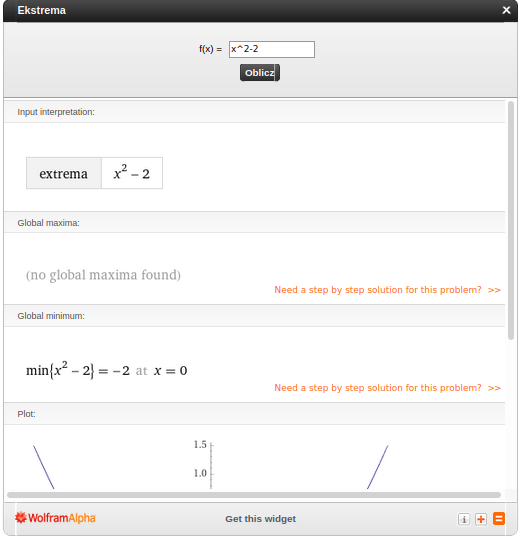 Ekstrema ×
f(x) = x^2-2
Oblicz
Input interpretation:
extrema x² − 2
Global maxima:
(no global maxima found)
Need a step by step solution for this problem? >>
Global minimum:
min{x² − 2} = −2 at x = 0
Need a step by step solution for this problem? >>
Plot:
1.5
1.0
WolframAlpha Get this widget